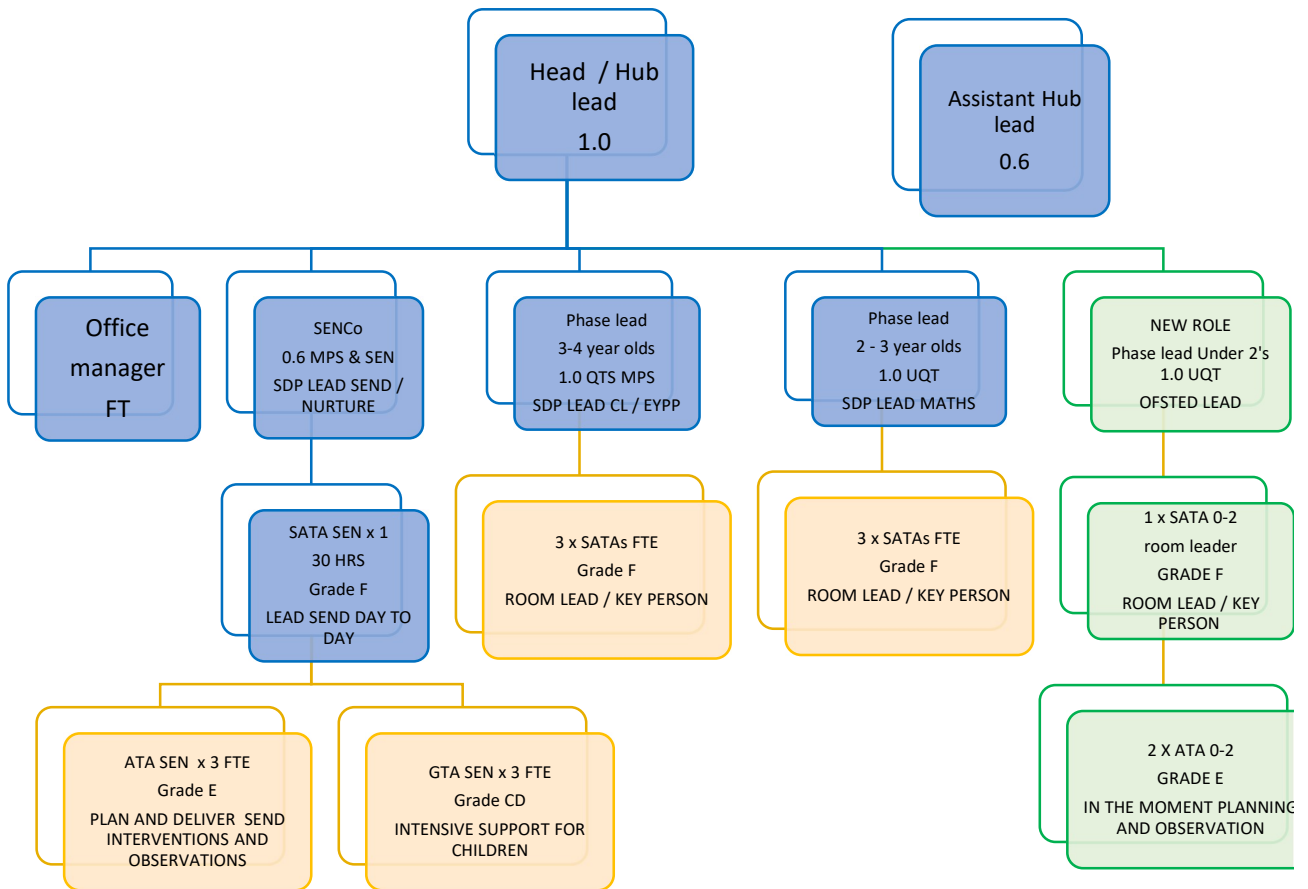 Head / Hub
lead
1.0
Assistant Hub
lead
0.6
Office
manager
FT
SENCo
0.6 MPS & SEN
SDP LEAD SEND /
NURTURE
Phase lead
3-4 year olds
1.0 QTS MPS
SDP LEAD CL / EYPP
Phase lead
2 - 3 year olds
1.0 UQT
SDP LEAD MATHS
NEW ROLE
Phase lead Under 2's
1.0 UQT
OFSTED LEAD
SATA SEN x 1
30 HRS
Grade F
LEAD SEND DAY TO
DAY
3 x SATAs FTE
Grade F
ROOM LEAD / KEY PERSON
3 x SATAs FTE
Grade F
ROOM LEAD / KEY PERSON
1 x SATA 0-2
room leader
GRADE F
ROOM LEAD / KEY
PERSON
ATA SEN x 3 FTE
Grade E
PLAN AND DELIVER SEND
INTERVENTIONS AND
OBSERVATIONS
GTA SEN x 3 FTE
Grade CD
INTENSIVE SUPPORT FOR
CHILDREN
2 X ATA 0-2
GRADE E
IN THE MOMENT PLANNING
AND OBSERVATION